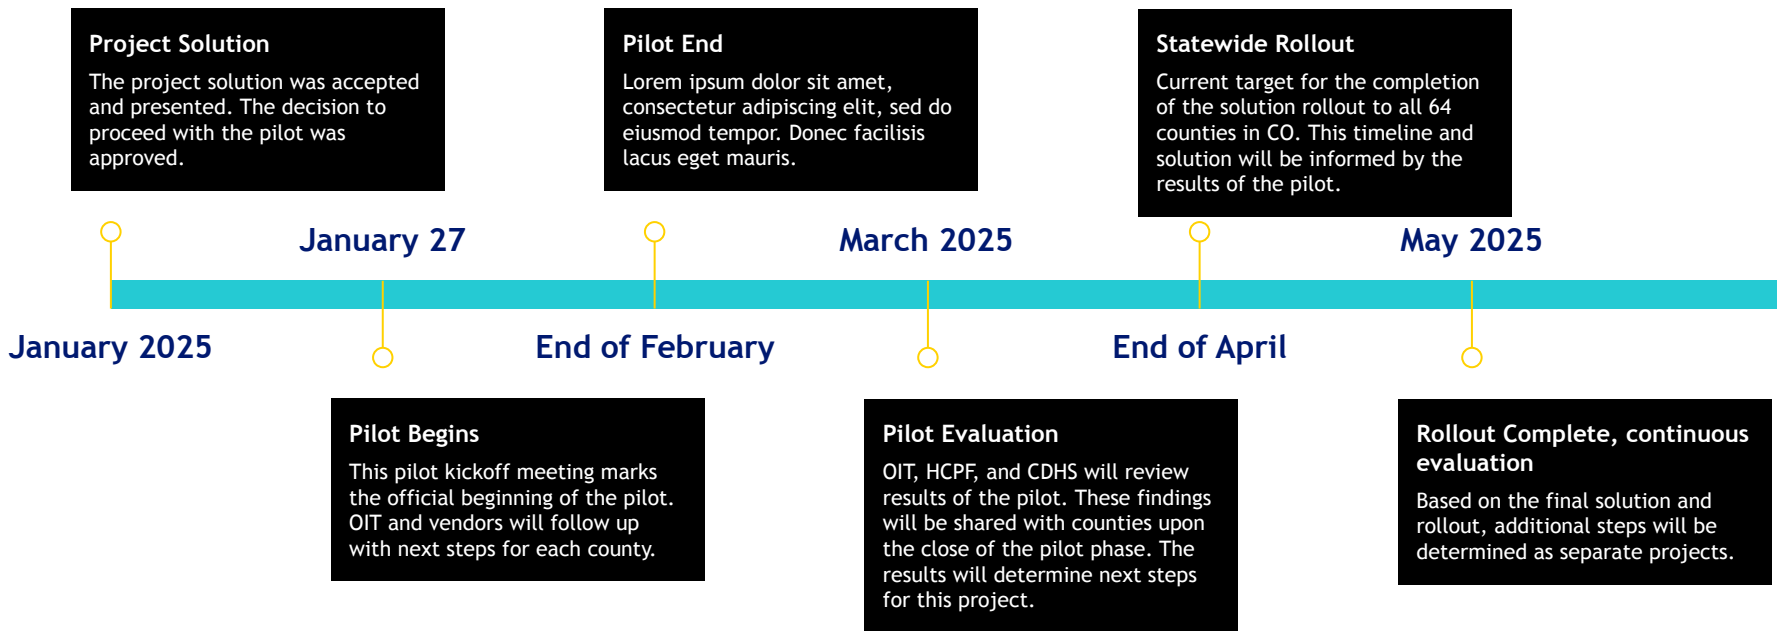 Project Solution
The project solution was accepted
and presented. The decision to
proceed with the pilot was
approved.
Pilot End
Lorem ipsum dolor sit amet,
consectetur adipiscing elit, sed do
eiusmod tempor. Donec facilisis
lacus eget mauris.
Statewide Rollout
Current target for the completion
of the solution rollout to all 64
counties in CO. This timeline and
solution will be informed by the
results of the pilot.
January 27
March 2025
May 2025
January 2025
End of February
End of April
Pilot Begins
This pilot kickoff meeting marks
the official beginning of the pilot.
OIT and vendors will follow up
with next steps for each county.
Pilot Evaluation
OIT, HCPF, and CDHS will review
results of the pilot. These findings
will be shared with counties upon
the close of the pilot phase. The
results will determine next steps
for this project.
Rollout Complete, continuous
evaluation
Based on the final solution and
rollout, additional steps will be
determined as separate projects.